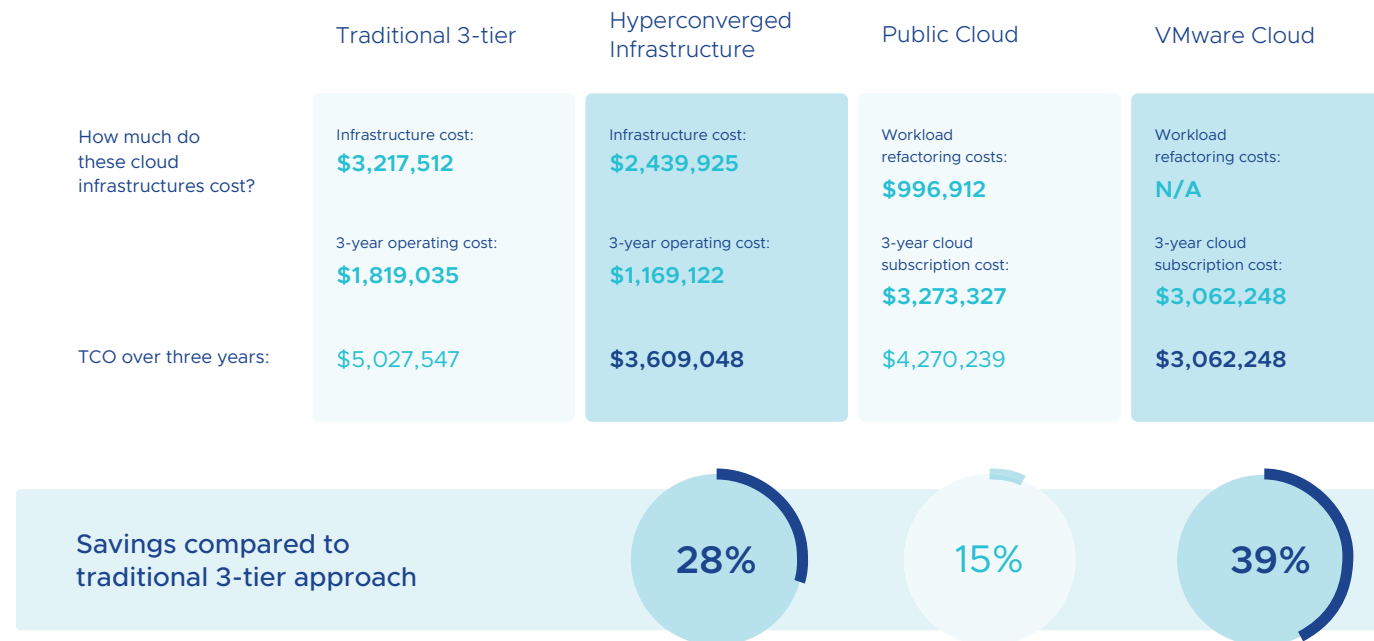 Traditional 3-tier
Hyperconverged
Infrastructure
Public Cloud
VMware Cloud
How much do
these cloud
infrastructures cost?
Infrastructure cost:
$3,217,512
3-year operating cost:
$1,819,035
Infrastructure cost:
$2,439,925
3-year operating cost:
$1,169,122
Workload
refactoring costs:
$996,912
3-year cloud
subscription cost:
$3,273,327
Workload
refactoring costs:
N/A
3-year cloud
subscription cost:
$3,062,248
TCO over three years:
$5,027,547
$3,609,048
$4,270,239
$3,062,248
Savings compared to
traditional 3-tier approach
28%
15%
39%